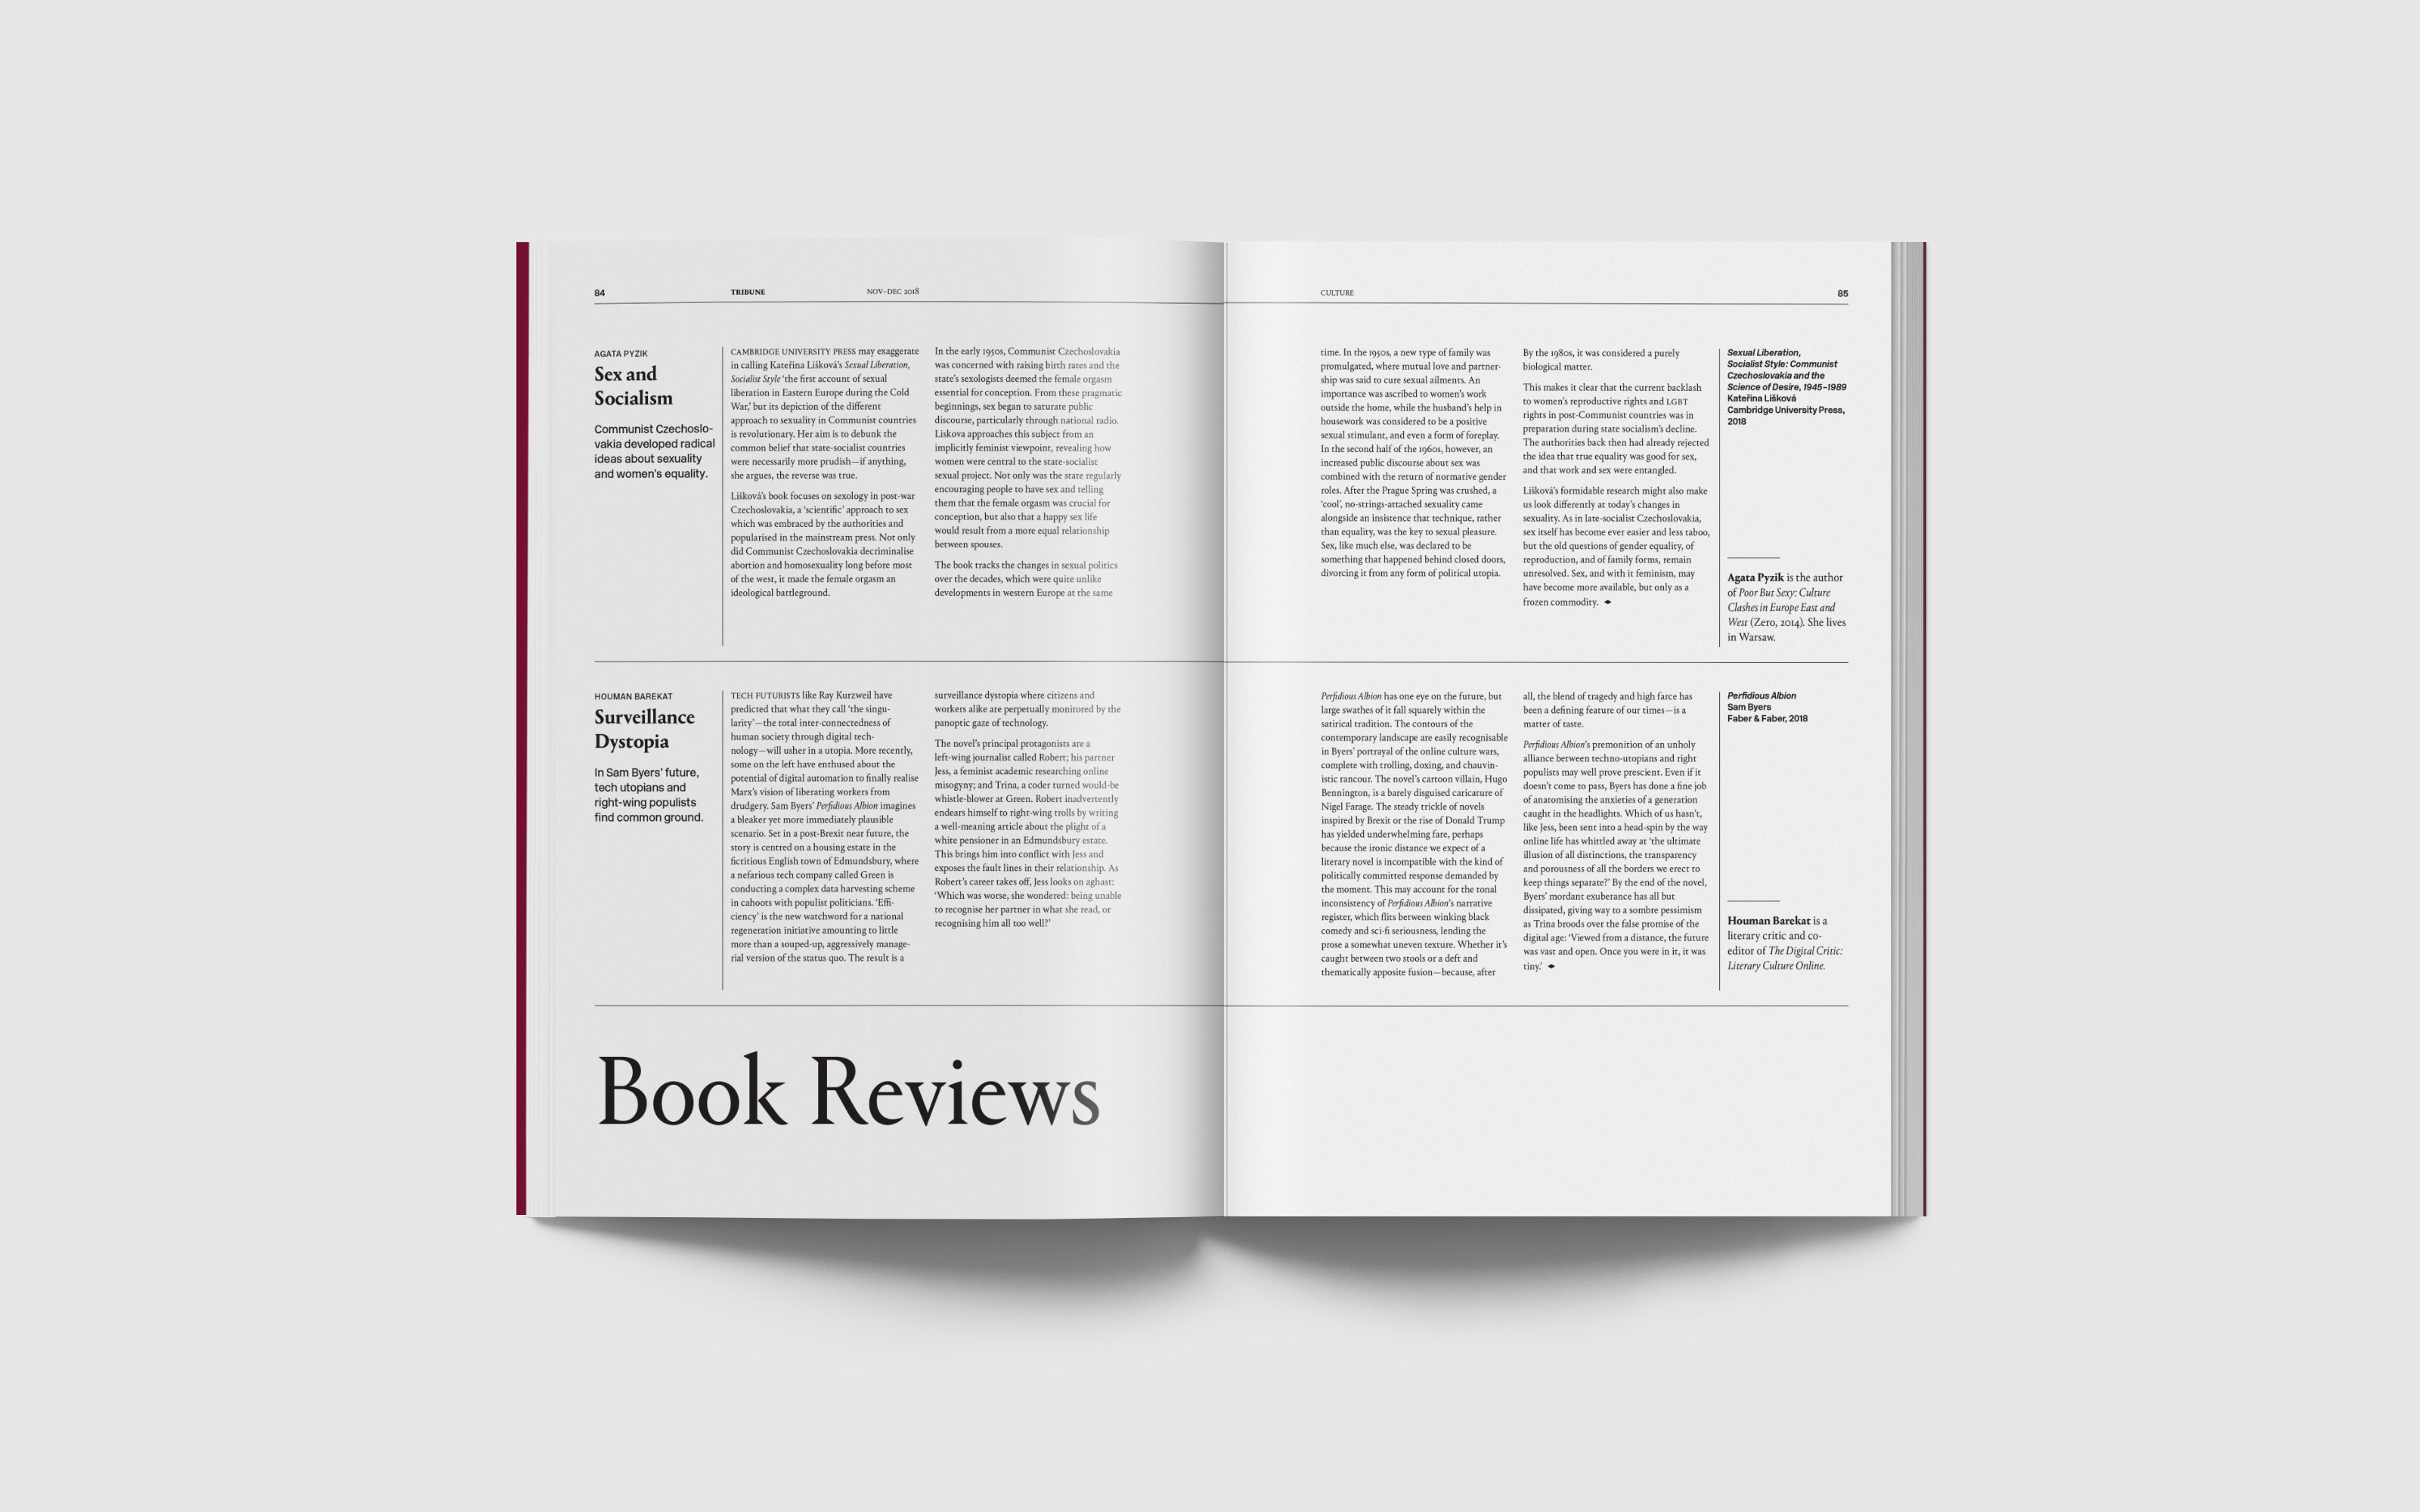 84
TRIBUNE
NOV–DEC 2018
CULTURE
85
AGATA PYZIK
Sex and
Socialism
Communist Czechoslo-
vakia developed radical
ideas about sexuality
and women's equality.
CAMBRIDGE UNIVERSITY PRESS may exaggerate
in calling Kateřina Lišková's Sexual Liberation,
Socialist Style 'the first account of sexual
liberation in Eastern Europe during the Cold
War,' but its depiction of the different
approach to sexuality in Communist countries
is revolutionary. Her aim is to debunk the
common belief that state-socialist countries
were necessarily more prudish—if anything,
she argues, the reverse was true.
Lišková's book focuses on sexology in post-war
Czechoslovakia, a 'scientific' approach to sex
which was embraced by the authorities and
popularised in the mainstream press. Not only
did Communist Czechoslovakia decriminalise
abortion and homosexuality long before most
of the west, it made the female orgasm an
ideological battleground.
In the early 1950s, Communist Czechoslovakia
was concerned with raising birth rates and the
state's sexologists deemed the female orgasm
essential for conception. From these pragmatic
beginnings, sex began to saturate public
discourse, particularly through national radio.
Liskova approaches this subject from an
implicitly feminist viewpoint, revealing how
women were central to the state-socialist
sexual project. Not only was the state regularly
encouraging people to have sex and telling
them that the female orgasm was crucial for
conception, but also that a happy sex life
would result from a more equal relationship
between spouses.
The book tracks the changes in sexual politics
over the decades, which were quite unlike
developments in western Europe at the same
time. In the 1950s, a new type of family was
promulgated, where mutual love and partner-
ship was said to cure sexual ailments. An
importance was ascribed to women's work
outside the home, while the husband's help in
housework was considered to be a positive
sexual stimulant, and even a form of foreplay.
In the second half of the 1960s, however, an
increased public discourse about sex was
combined with the return of normative gender
roles. After the Prague Spring was crushed, a
'cool', no-strings-attached sexuality came
alongside an insistence that technique, rather
than equality, was the key to sexual pleasure.
Sex, like much else, was declared to be
something that happened behind closed doors,
divorcing it from any form of political utopia.
By the 1980s, it was considered a purely
biological matter.
This makes it clear that the current backlash
to women's reproductive rights and LGBT
rights in post-Communist countries was in
preparation during state socialism's decline.
The authorities back then had already rejected
the idea that true equality was good for sex,
and that work and sex were entangled.
Lišková's formidable research might also make
us look differently at today's changes in
sexuality. As in late-socialist Czechoslovakia,
sex itself has become ever easier and less taboo,
but the old questions of gender equality, of
reproduction, and of family forms, remain
unresolved. Sex, and with it feminism, may
have become more available, but only as a
frozen commodity.
Sexual Liberation,
Socialist Style: Communist
Czechoslovakia and the
Science of Desire, 1945–1989
Kateřina Lišková
Cambridge University Press,
2018
Agata Pyzik is the author
of Poor But Sexy: Culture
Clashes in Europe East and
West (Zero, 2014). She lives
in Warsaw.
HOUMAN BAREKAT
Surveillance
Dystopia
In Sam Byers' future,
tech utopians and
right-wing populists
find common ground.
TECH FUTURISTS like Ray Kurzweil have
predicted that what they call 'the singu-
larity'—the total inter-connectedness of
human society through digital tech-
nology—will usher in a utopia. More recently,
some on the left have enthused about the
potential of digital automation to finally realise
Marx's vision of liberating workers from
drudgery. Sam Byers' Perfidious Albion imagines
a bleaker yet more immediately plausible
scenario. Set in a post-Brexit near future, the
story is centred on a housing estate in the
fictitious English town of Edmundsbury, where
a nefarious tech company called Green is
conducting a complex data harvesting scheme
in cahoots with populist politicians. 'Effi-
ciency' is the new watchword for a national
regeneration initiative amounting to little
more than a souped-up, aggressively manage-
rial version of the status quo. The result is a
surveillance dystopia where citizens and
workers alike are perpetually monitored by the
panoptic gaze of technology.
The novel's principal protagonists are a
left-wing journalist called Robert; his partner
Jess, a feminist academic researching online
misogyny; and Trina, a coder turned would-be
whistle-blower at Green. Robert inadvertently
endears himself to right-wing trolls by writing
a well-meaning article about the plight of a
white pensioner in an Edmundsbury estate.
This brings him into conflict with Jess and
exposes the fault lines in their relationship. As
Robert's career takes off, Jess looks on aghast:
'Which was worse, she wondered: being unable
to recognise her partner in what she read, or
recognising him all too well?'
Perfidious Albion has one eye on the future, but
large swathes of it fall squarely within the
satirical tradition. The contours of the
contemporary landscape are easily recognisable
in Byers' portrayal of the online culture wars,
complete with trolling, doxing, and chauvin-
istic rancour. The novel's cartoon villain, Hugo
Bennington, is a barely disguised caricature of
Nigel Farage. The steady trickle of novels
inspired by Brexit or the rise of Donald Trump
has yielded underwhelming fare, perhaps
because the ironic distance we expect of a
literary novel is incompatible with the kind of
politically committed response demanded by
the moment. This may account for the tonal
inconsistency of Perfidious Albion's narrative
register, which flits between winking black
comedy and sci-fi seriousness, lending the
prose a somewhat uneven texture. Whether it's
caught between two stools or a deft and
thematically apposite fusion—because, after
all, the blend of tragedy and high farce has
been a defining feature of our times—is a
matter of taste.
Perfidious Albion's premonition of an unholy
alliance between techno-utopians and right
populists may well prove prescient. Even if it
doesn't come to pass, Byers has done a fine job
of anatomising the anxieties of a generation
caught in the headlights. Which of us hasn't,
like Jess, been sent into a head-spin by the way
online life has whittled away at 'the ultimate
illusion of all distinctions, the transparency
and porousness of all the borders we erect to
keep things separate?' By the end of the novel,
Byers' mordant exuberance has all but
dissipated, giving way to a sombre pessimism
as Trina broods over the false promise of the
digital age: 'Viewed from a distance, the future
was vast and open. Once you were in it, it was
tiny.'
Perfidious Albion
Sam Byers
Faber & Faber, 2018
Houman Barekat is a
literary critic and co-
editor of The Digital Critic:
Literary Culture Online.
Book Reviews